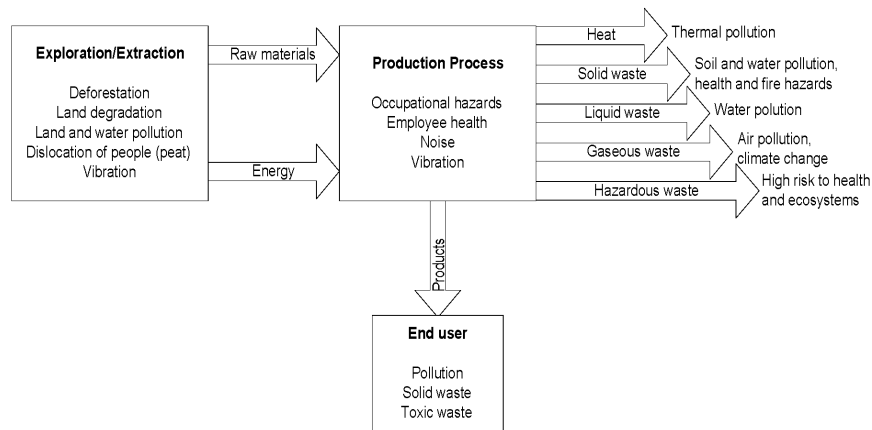 Exploration/Extraction
Deforestation
Land degradation
Land and water pollution
Dislocation of people (peat)
Vibration
Raw materials
Energy
Production Process
Occupational hazards
Employee health
Noise
Vibration
Heat
Thermal pollution
Solid waste
Soil and water pollution,
health and fire hazards
Liquid waste
Water polution
Gaseous waste
Air pollution,
climate change
Hazardous waste
High risk to health
and ecosystems
Products
End user
Pollution
Solid waste
Toxic waste